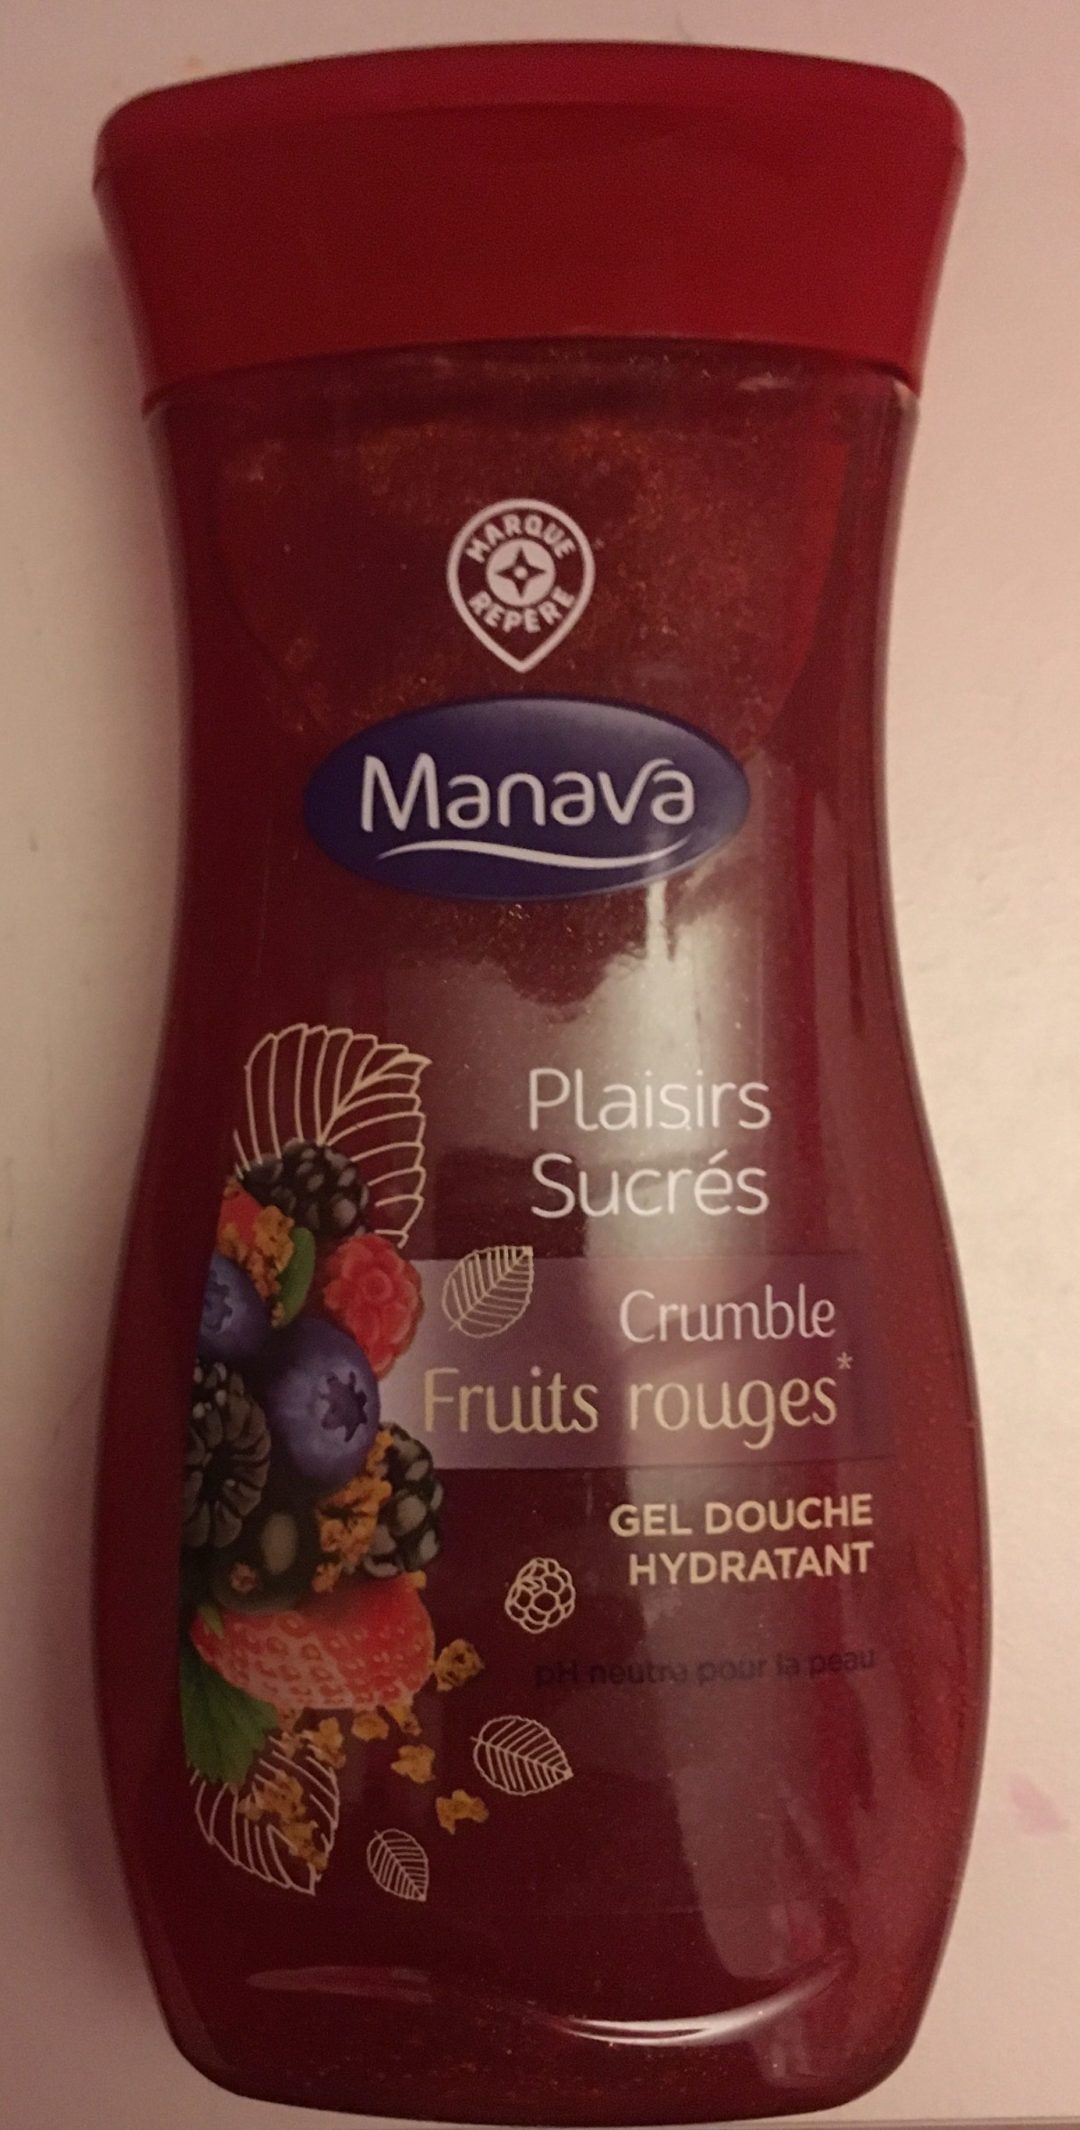 MARQUE
REPÈRE
Manava
Plaisirs
Sucrés
Crumble
Fruits rouges*
GEL DOUCHE
HYDRATANT
pH neutre pour la peau